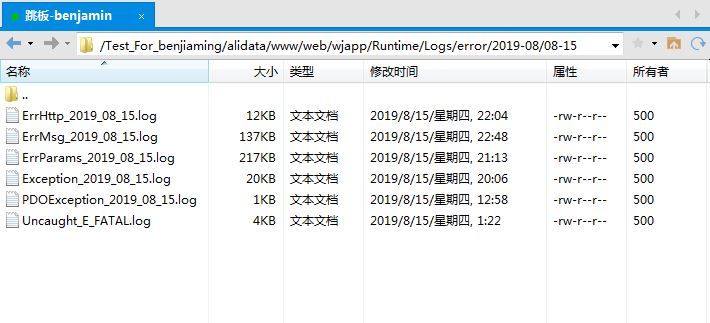 跳板-benjamin
/Test_For_benjiaming/alidata/www/web/wjapp/Runtime/Logs/error/2019-08/08-15
名称 大小 类型 修改时间 属性 所有者
..
ErrHttp_2019_08_15.log 12KB 文本文档 2019/8/15/星期四, 22:04 -rw-r--r-- 500
ErrMsg_2019_08_15.log 137KB 文本文档 2019/8/15/星期四, 22:48 -rw-r--r-- 500
ErrParams_2019_08_15.log 217KB 文本文档 2019/8/15/星期四, 21:13 -rw-r--r-- 500
Exception_2019_08_15.log 20KB 文本文档 2019/8/15/星期四, 20:06 -rw-r--r-- 500
PDOException_2019_08_15.log 1KB 文本文档 2019/8/15/星期四, 12:58 -rw-r--r-- 500
Uncaught_E_FATAL.log 4KB 文本文档 2019/8/15/星期四, 1:22 -rw-r--r-- 500